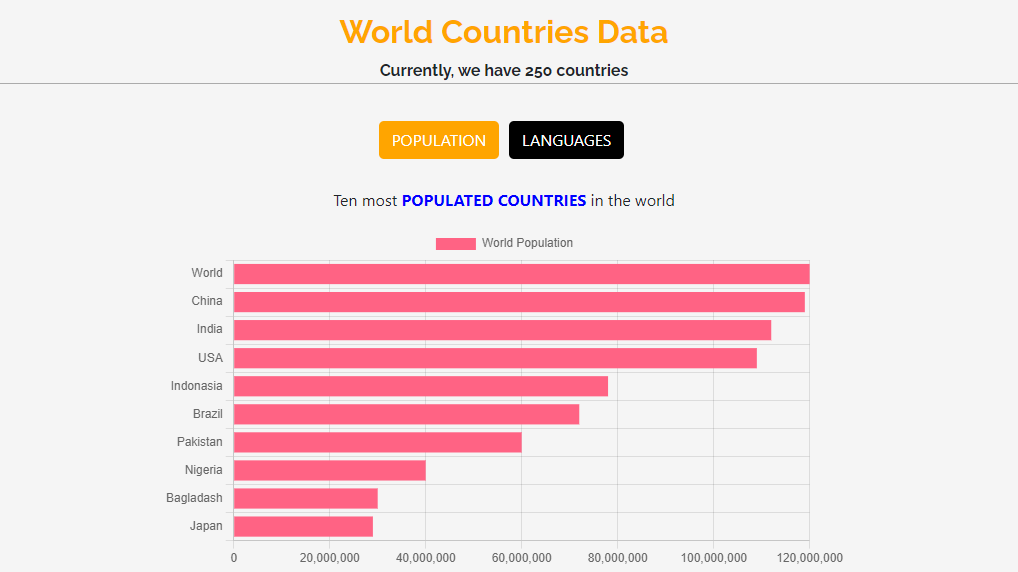 World Countries Data
Currently, we have 250 countries
POPULATION LANGUAGES
Ten most POPULATED COUNTRIES in the world
World Population
World
China
India
USA
Indonasia
Brazil
Pakistan
Nigeria
Bagladash
Japan
0 20,000,000 40,000,000 60,000,000 80,000,000 100,000,000 120,000,000